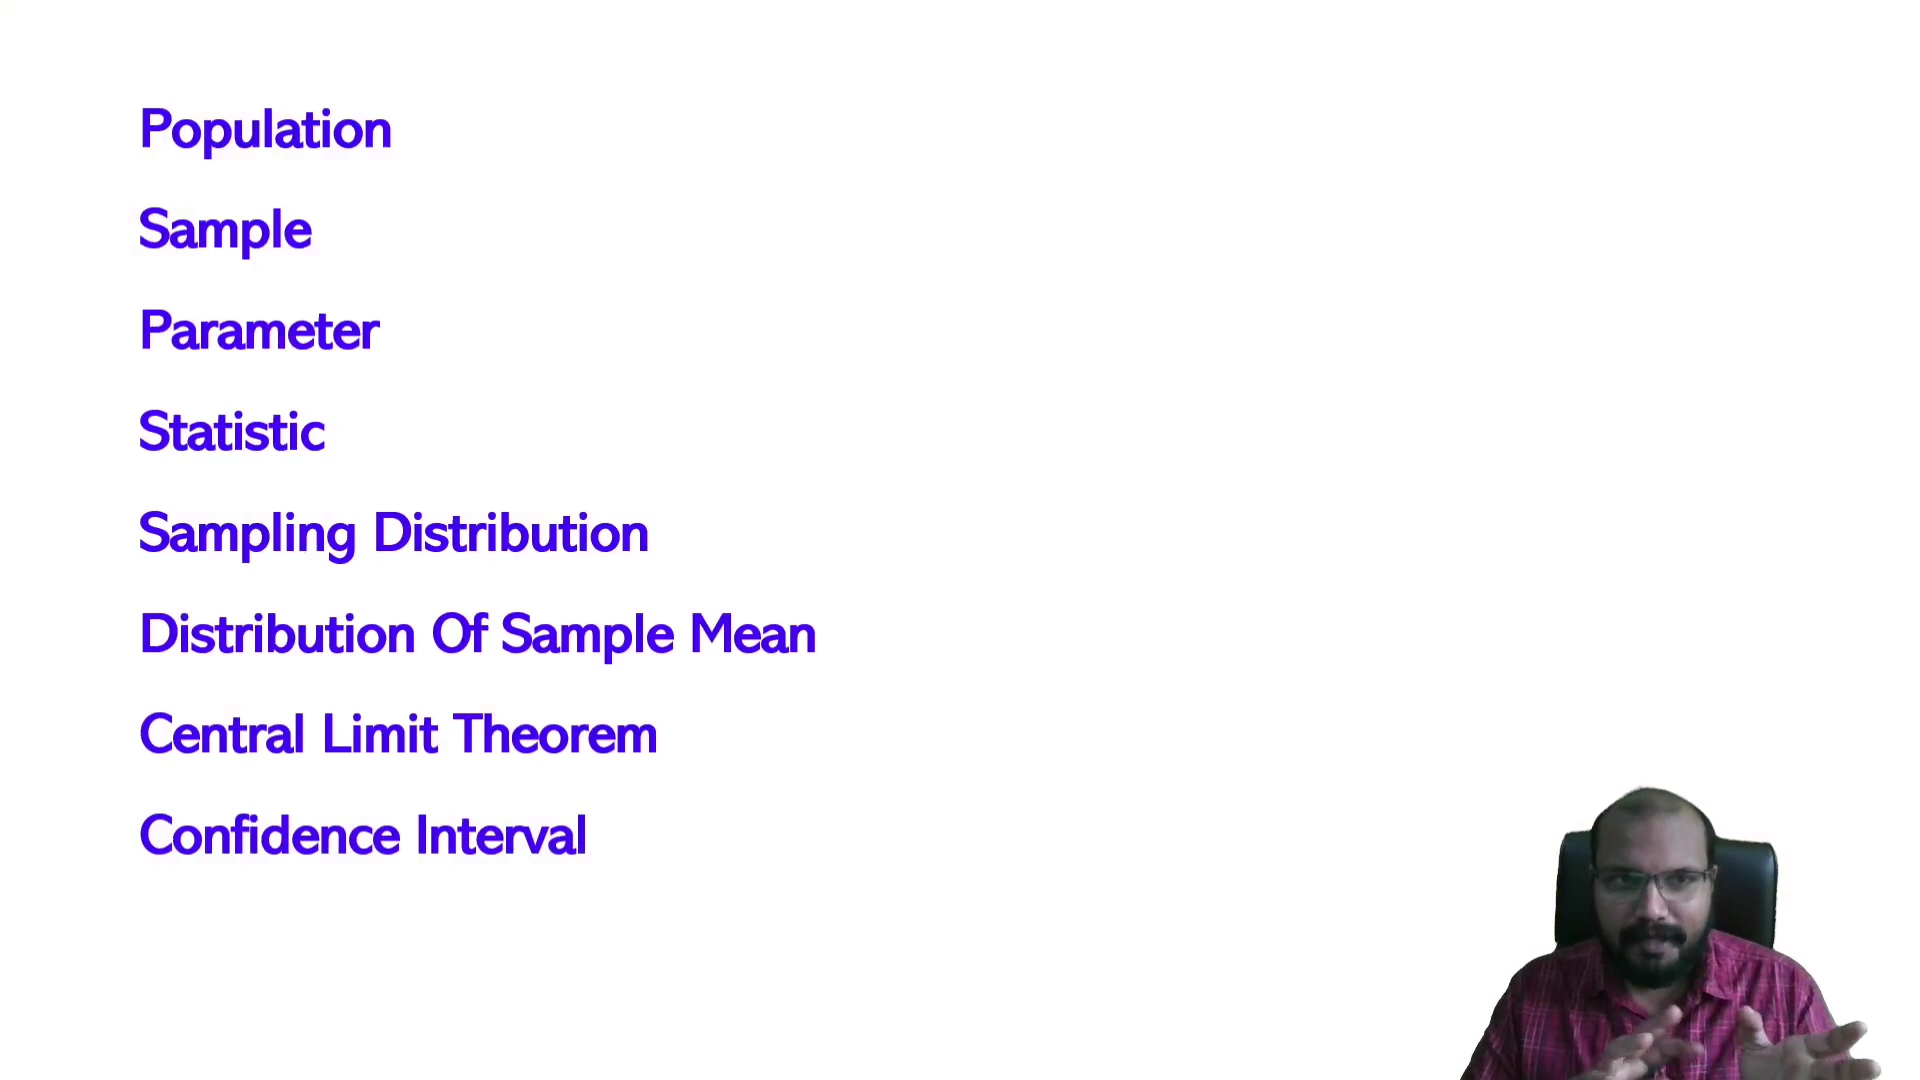 Population
Sample
Parameter
Statistic
Sampling Distribution
Distribution Of Sample Mean
Central Limit Theorem
Confidence Interval